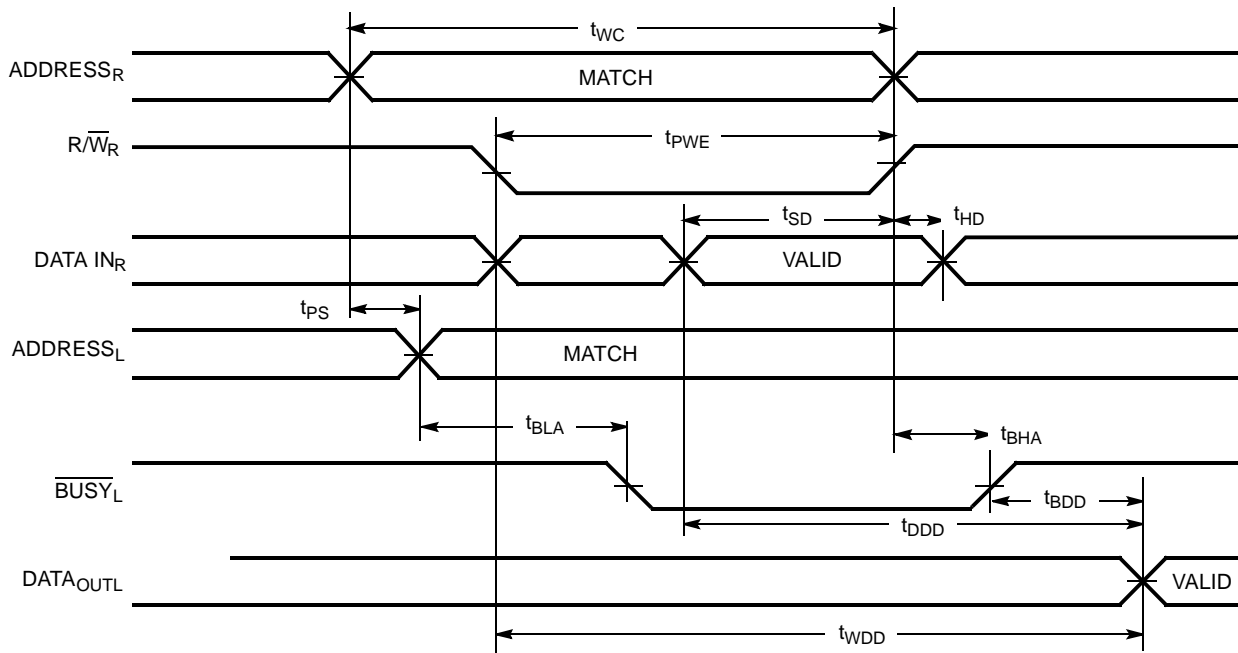 tWC
ADDRESSR
MATCH
R/W̅R
tPWE
tSD
tHD
DATA INR
VALID
tPS
ADDRESSL
MATCH
tBLA
tBHA
B̅U̅S̅Y̅L
tBDD
tDDD
DATAOUTL
VALID
tWDD